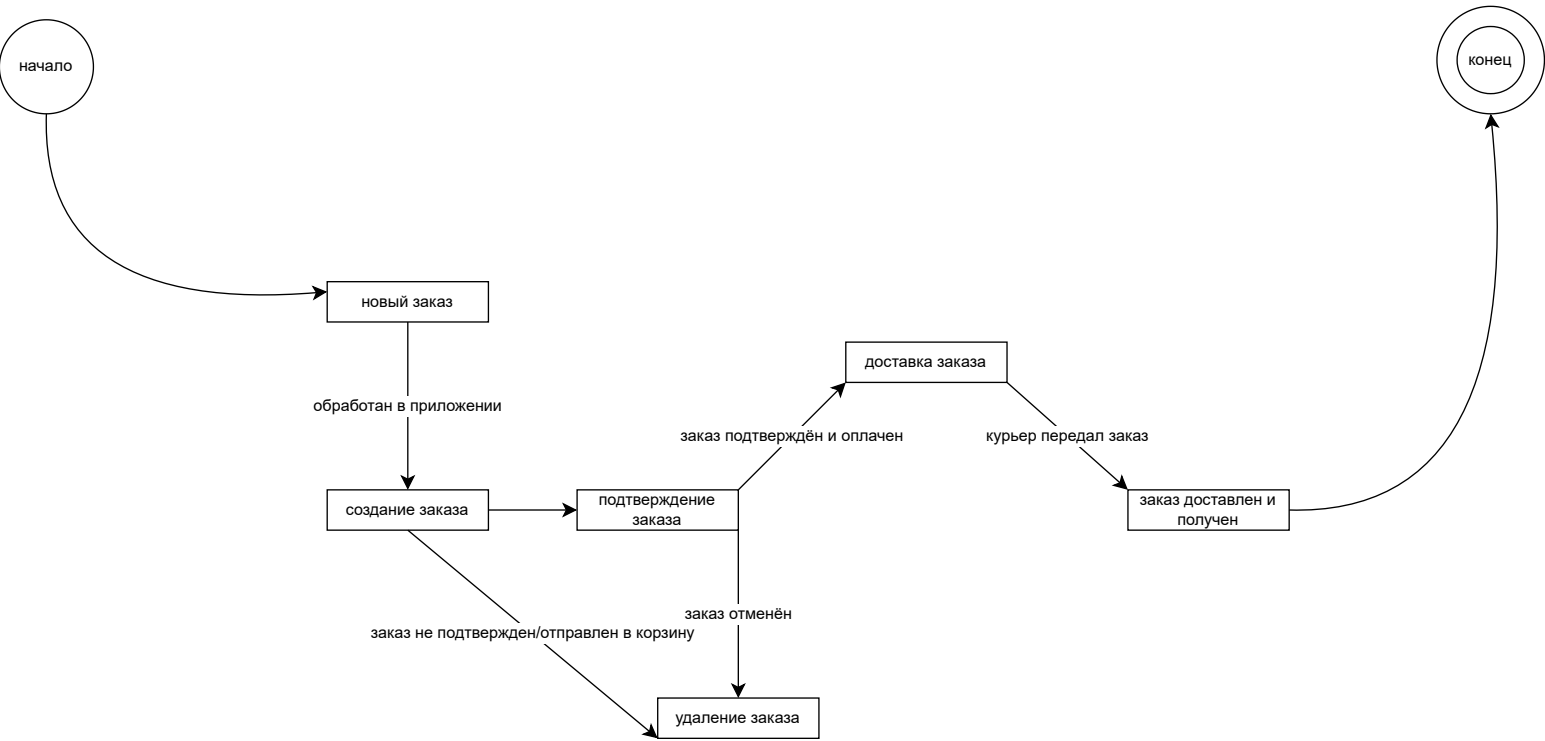 начало
конец
новый заказ
доставка заказа
обработан в приложении
заказ подтверждён и оплачен
курьер передал заказ
создание заказа
подтверждение
заказа
заказ доставлен и
получен
заказ отменён
заказ не подтвержден/отправлен в корзину
удаление заказа